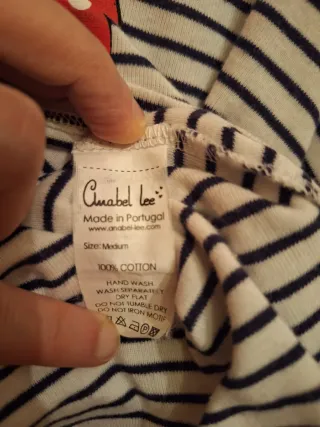 Anabel lee
Made in Portugal
www.anabel-lee.com
Size: Medium
100% COTTON
HAND WASH
WASH SEPARATELY
DRY FLAT
DO NOT TUMBLE DRY
DO NOT IRON MOTIF